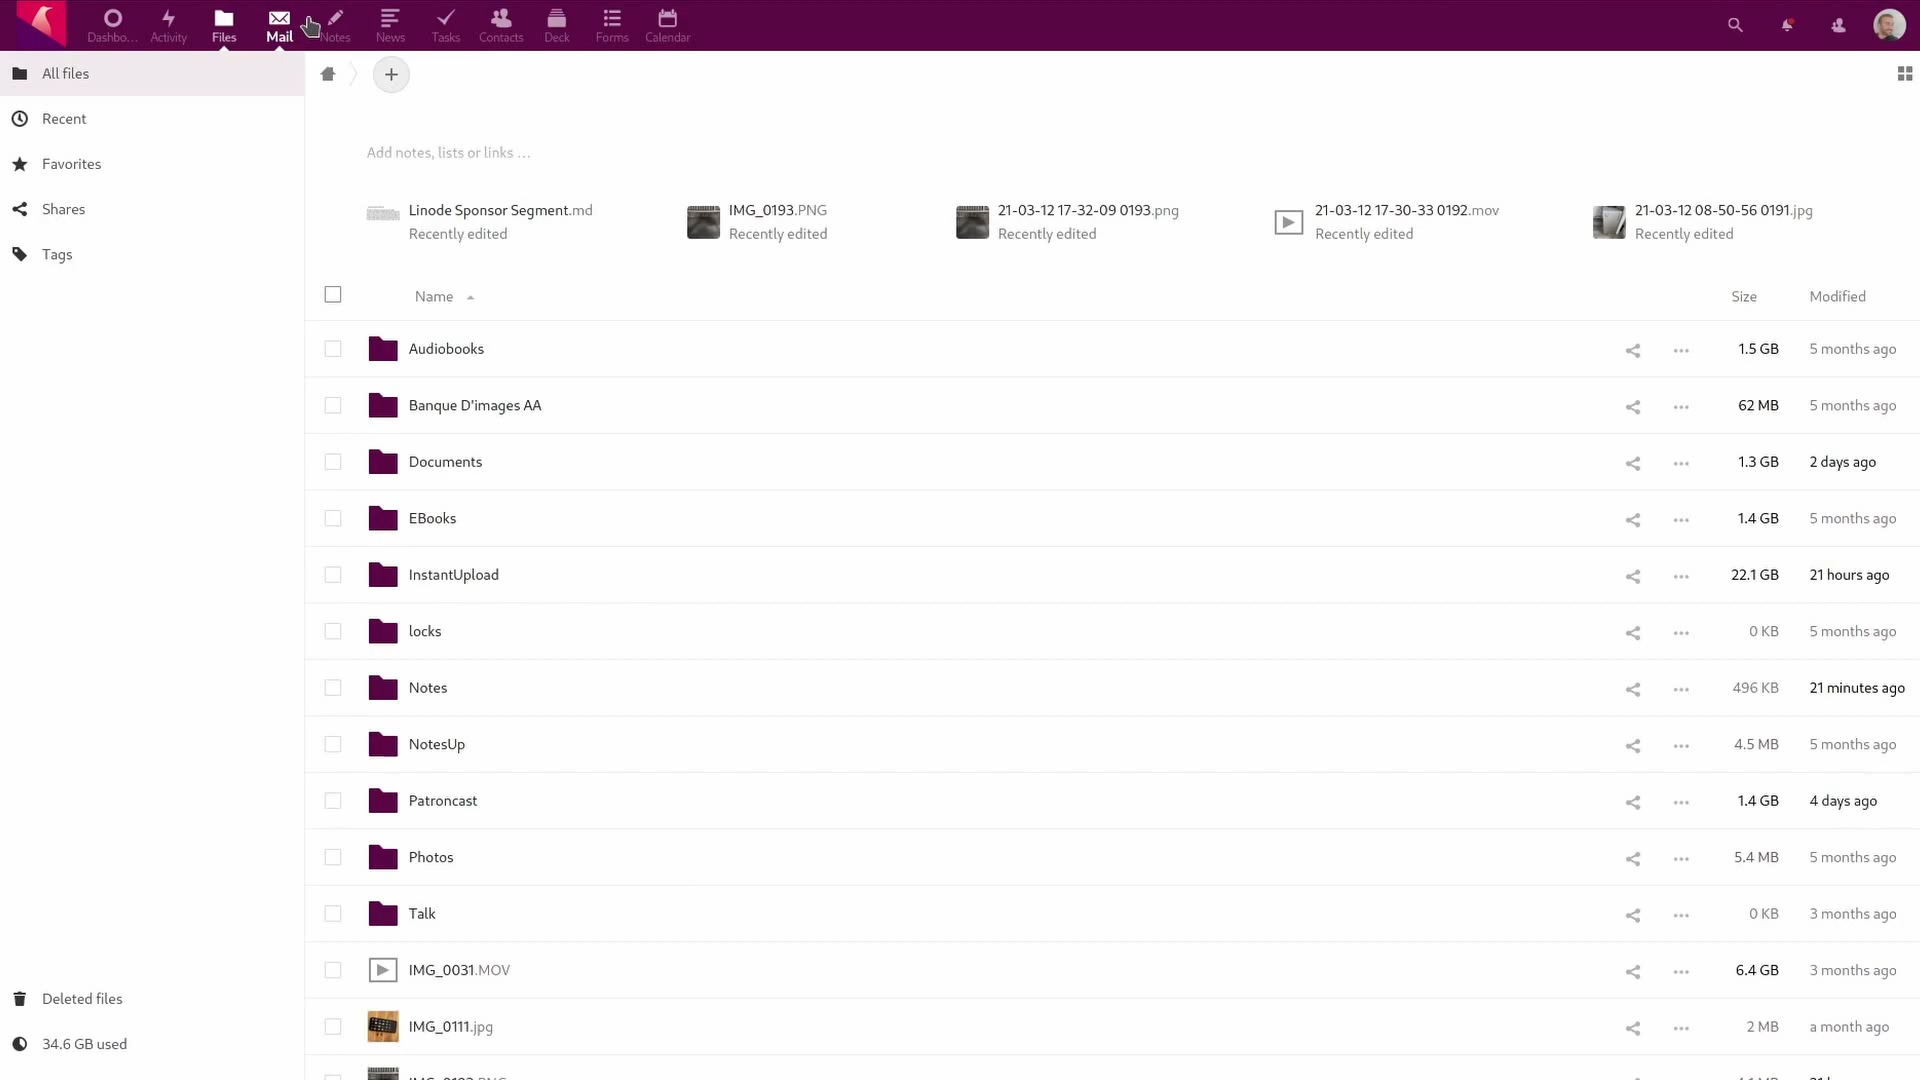 Dashbo... Activity Files Mail Notes News Tasks Contacts Deck Forms Calendar
All files
Recent
Favorites
Shares
Tags
Deleted files
34.6 GB used
Add notes, lists or links ...
Linode Sponsor Segment.md
Recently edited
IMG_0193.PNG
Recently edited
21-03-12 17-32-09 0193.png
Recently edited
21-03-12 17-30-33 0192.mov
Recently edited
21-03-12 08-50-56 0191.jpg
Recently edited
Name Size Modified
Audiobooks 1.5 GB 5 months ago
Banque D'images AA 62 MB 5 months ago
Documents 1.3 GB 2 days ago
EBooks 1.4 GB 5 months ago
InstantUpload 22.1 GB 21 hours ago
locks 0 KB 5 months ago
Notes 496 KB 21 minutes ago
NotesUp 4.5 MB 5 months ago
Patroncast 1.4 GB 4 days ago
Photos 5.4 MB 5 months ago
Talk 0 KB 3 months ago
IMG_0031.MOV 6.4 GB 3 months ago
IMG_0111.jpg 2 MB a month ago